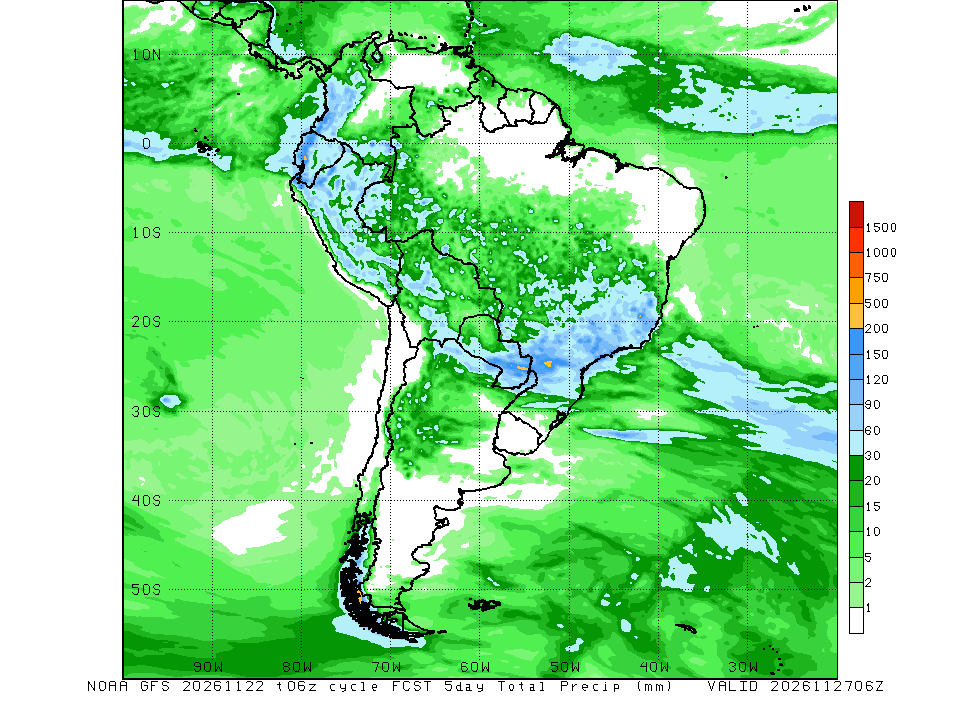 10N
0
10S
20S
30S
40S
50S
90W 80W 70W 60W 50W 40W 30W
1500
1000
750
500
200
150
120
90
60
30
20
15
10
5
2
1
NOAA GFS 20261122 t06z cycle FCST 5day Total Precip (mm) VALID 2026112706Z